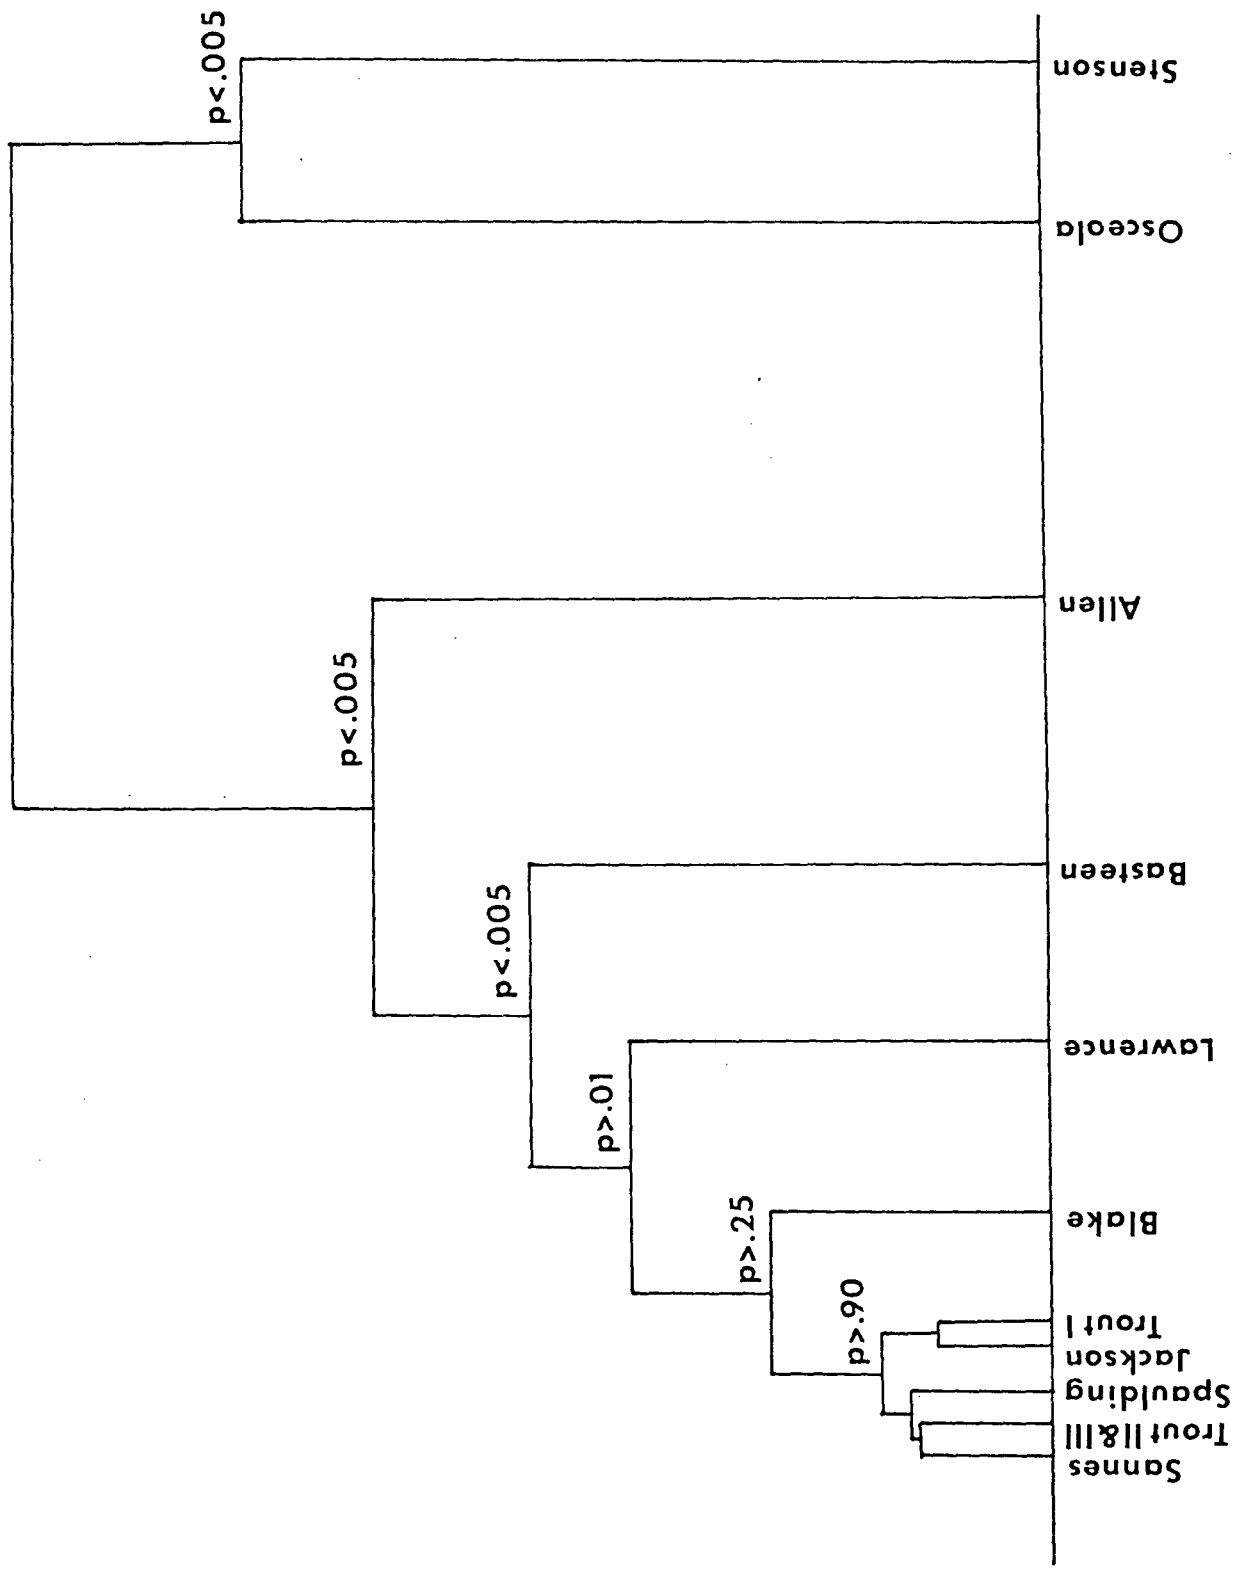 p<.005
Stenson
Osceola
p<.005
Allen
p<.005
Basteen
Lawrence
p>.01
p>.25
Blake
p>.90
Trout I
Jackson
Spaulding
Trout II&III
Sannes